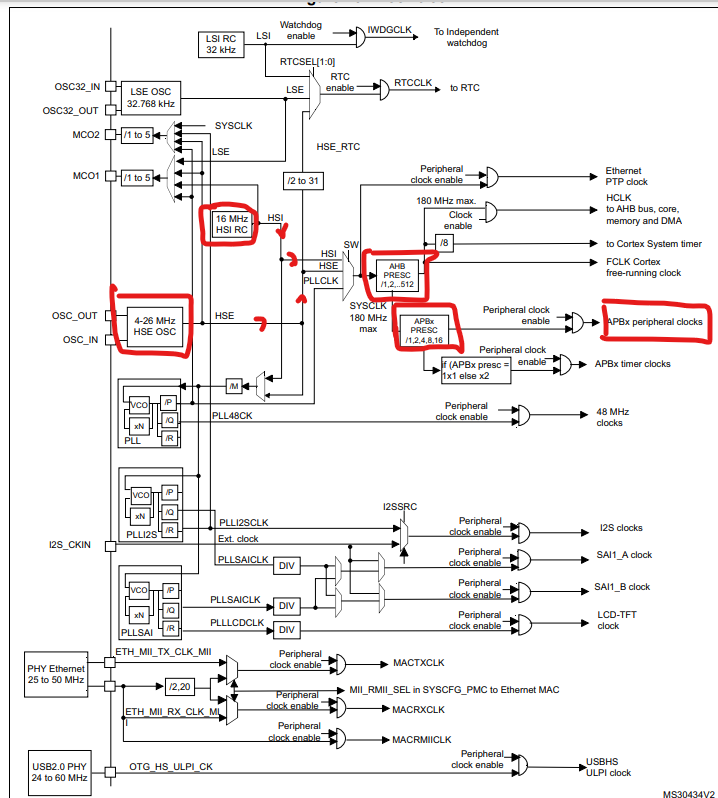 LSI RC
32 kHz
LSI
Watchdog
enable
IWDGCLK
To Independent
watchdog
RTCSEL[1:0]
OSC32_IN
OSC32_OUT
LSE OSC
32.768 kHz
LSE
RTC
enable
RTCCLK
to RTC
MCO2
/1 to 5
SYSCLK
LSE
HSE_RTC
MCO1
/1 to 5
/2 to 31
Peripheral
clock enable
Ethernet
PTP clock
16 MHz
HSI RC
HSI
180 MHz max.
Clock
enable
HCLK
to AHB bus, core,
memory and DMA
SW
HSI
HSE
PLLCLK
AHB
PRESC
/1,2,..512
/8
to Cortex System timer
FCLK Cortex
free-running clock
SYSCLK
180 MHz
max
OSC_OUT
OSC_IN
4-26 MHz
HSE OSC
HSE
APBx
PRESC
/1,2,4,8,16
Peripheral clock
enable
APBx peripheral clocks
if (APBx presc =
1x1 else x2
Peripheral clock
enable
APBx timer clocks
/M
VCO
xN
/P
/Q
/R
PLL
PLL48CK
Peripheral
clock enable
48 MHz
clocks
VCO
xN
/P
/Q
/R
PLLI2S
I2SSRC
PLLI2SCLK
Peripheral
clock enable
I2S clocks
I2S_CKIN
Ext. clock
PLLSAICLK
DIV
Peripheral
clock enable
SAI1_A clock
VCO
xN
/P
/Q
/R
PLLSAI
PLLSAICLK
DIV
Peripheral
clock enable
SAI1_B clock
PLLLCDCLK
DIV
Peripheral
clock enable
LCD-TFT
clock
PHY Ethernet
25 to 50 MHz
ETH_MII_TX_CLK_MII
Peripheral
clock enable
MACTXCLK
/2,20
MII_RMII_SEL in SYSCFG_PMC to Ethernet MAC
ETH_MII_RX_CLK_MI
I
Peripheral
clock enable
MACRXCLK
Peripheral
clock enable
MACRMIICLK
USB2.0 PHY
24 to 60 MHz
OTG_HS_ULPI_CK
Peripheral
clock enable
USBHS
ULPI clock
MS30434V2